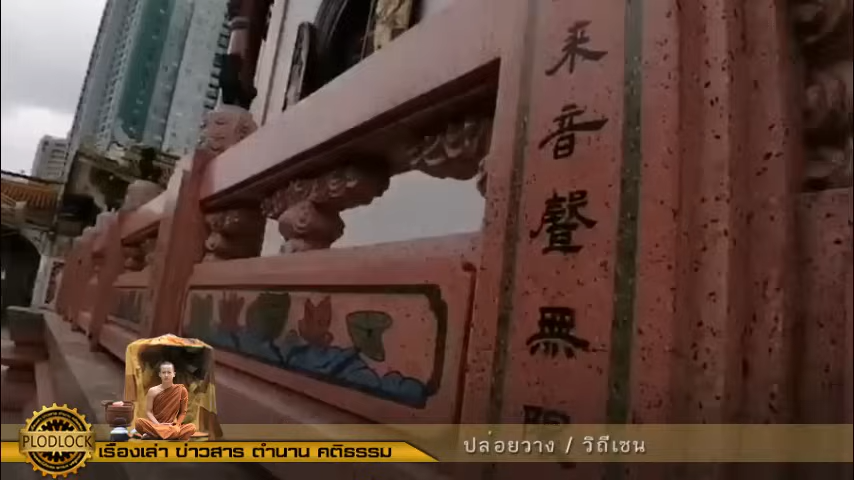 采
音
聲
無
PLODLOCK
เรื่องเล่า ข่าวสาร ตำนาน คติธรรม
ปล่อยวาง / วิถีเซน